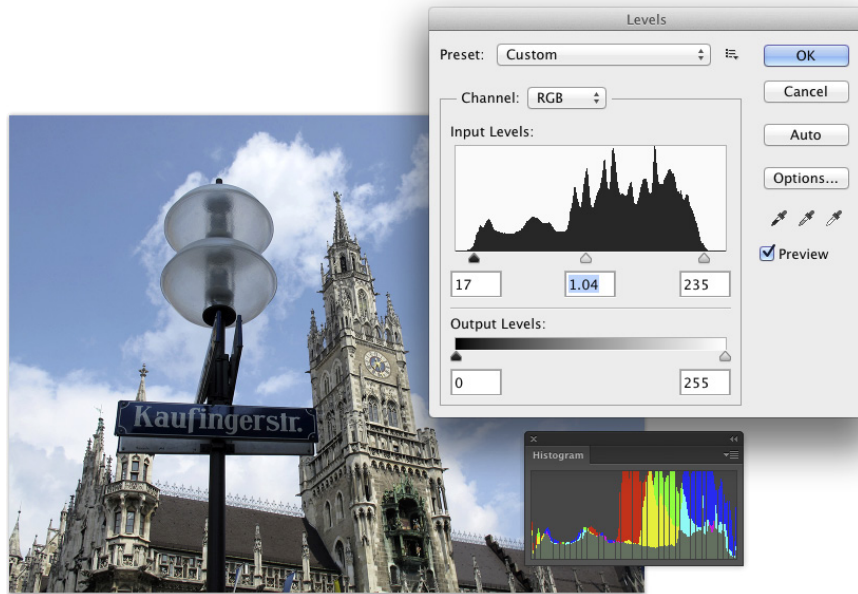 Levels
Preset: Custom
OK
Cancel
Auto
Options...
Preview
Channel: RGB
Input Levels:
17 1.04 235
Output Levels:
0 255
Kaufingerstr.
Histogram